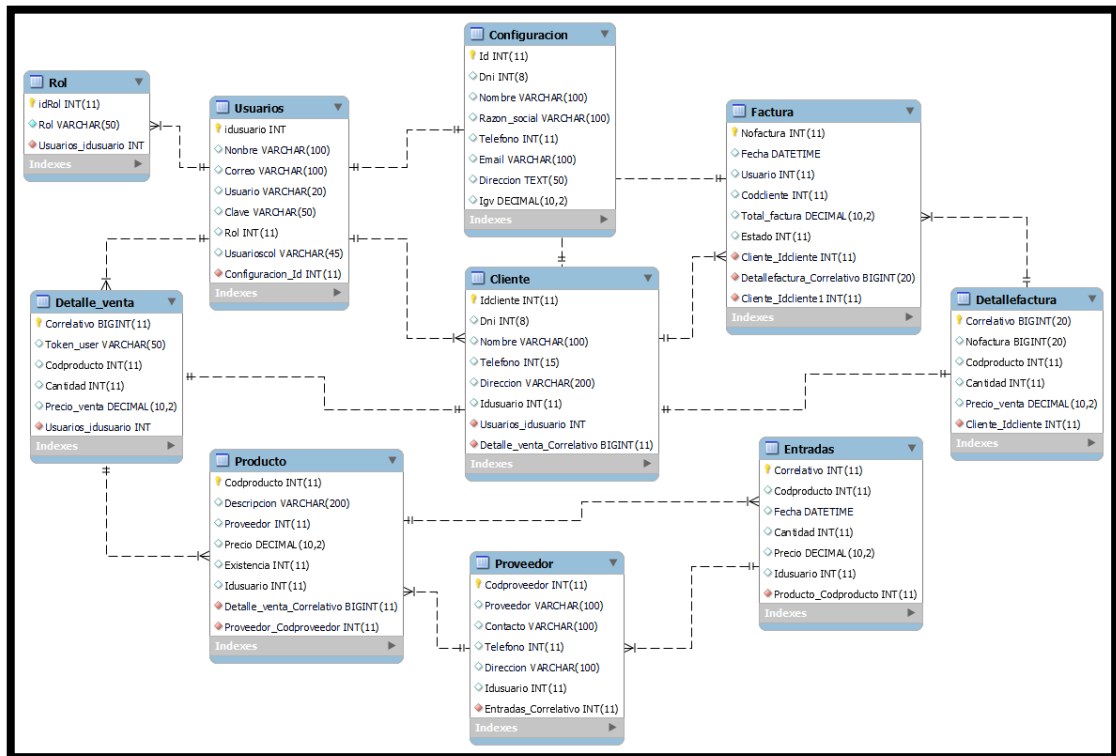 Rol
idRol INT(11)
Rol VARCHAR(50)
Usuarios_idusuario INT
Indexes
Usuarios
idusuario INT
Nonbre VARCHAR(100)
Correo VARCHAR(100)
Usuario VARCHAR(20)
Clave VARCHAR(50)
Rol INT(11)
Usuarioscol VARCHAR(45)
Configuracion_Id INT(11)
Indexes
Configuracion
Id INT(11)
Dni INT(8)
Nombre VARCHAR(100)
Razon_social VARCHAR(100)
Telefono INT(11)
Email VARCHAR(100)
Direccion TEXT(50)
Igv DECIMAL(10,2)
Indexes
Factura
Nofactura INT(11)
Fecha DATETIME
Usuario INT(11)
Codcliente INT(11)
Total_factura DECIMAL(10,2)
Estado INT(11)
Cliente_Idcliente INT(11)
Detallefactura_Correlativo BIGINT(20)
Cliente_Idcliente1 INT(11)
Indexes
Detalle_venta
Correlativo BIGINT(11)
Token_user VARCHAR(50)
Codproducto INT(11)
Cantidad INT(11)
Precio_venta DECIMAL(10,2)
Usuarios_idusuario INT
Indexes
Cliente
Idcliente INT(11)
Dni INT(8)
Nombre VARCHAR(100)
Telefono INT(15)
Direccion VARCHAR(200)
Idusuario INT(11)
Usuarios_idusuario INT
Detalle_venta_Correlativo BIGINT(11)
Indexes
Detallefactura
Correlativo BIGINT(20)
Nofactura BIGINT(20)
Codproducto INT(11)
Cantidad INT(11)
Precio_venta DECIMAL(10,2)
Cliente_Idcliente INT(11)
Indexes
Producto
Codproducto INT(11)
Descripcion VARCHAR(200)
Proveedor INT(11)
Precio DECIMAL(10,2)
Existencia INT(11)
Idusuario INT(11)
Detalle_venta_Correlativo BIGINT(11)
Proveedor_Codproveedor INT(11)
Indexes
Proveedor
Codproveedor INT(11)
Proveedor VARCHAR(100)
Contacto VARCHAR(100)
Telefono INT(11)
Direccion VARCHAR(100)
Idusuario INT(11)
Entradas_Correlativo INT(11)
Indexes
Entradas
Correlativo INT(11)
Codproducto INT(11)
Fecha DATETIME
Cantidad INT(11)
Precio DECIMAL(10,2)
Idusuario INT(11)
Producto_Codproducto INT(11)
Indexes